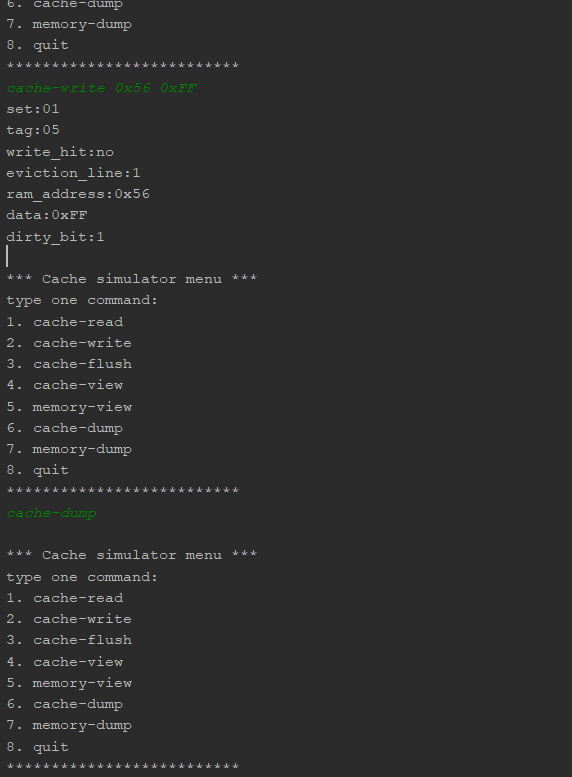 6. cache-dump
7. memory-dump
8. quit
**************************
cache-write 0x56 0xFF
set:01
tag:05
write_hit:no
eviction_line:1
ram_address:0x56
data:0xFF
dirty_bit:1
*** Cache simulator menu ***
type one command:
1. cache-read
2. cache-write
3. cache-flush
4. cache-view
5. memory-view
6. cache-dump
7. memory-dump
8. quit
**************************
cache-dump
*** Cache simulator menu ***
type one command:
1. cache-read
2. cache-write
3. cache-flush
4. cache-view
5. memory-view
6. cache-dump
7. memory-dump
8. quit
**************************